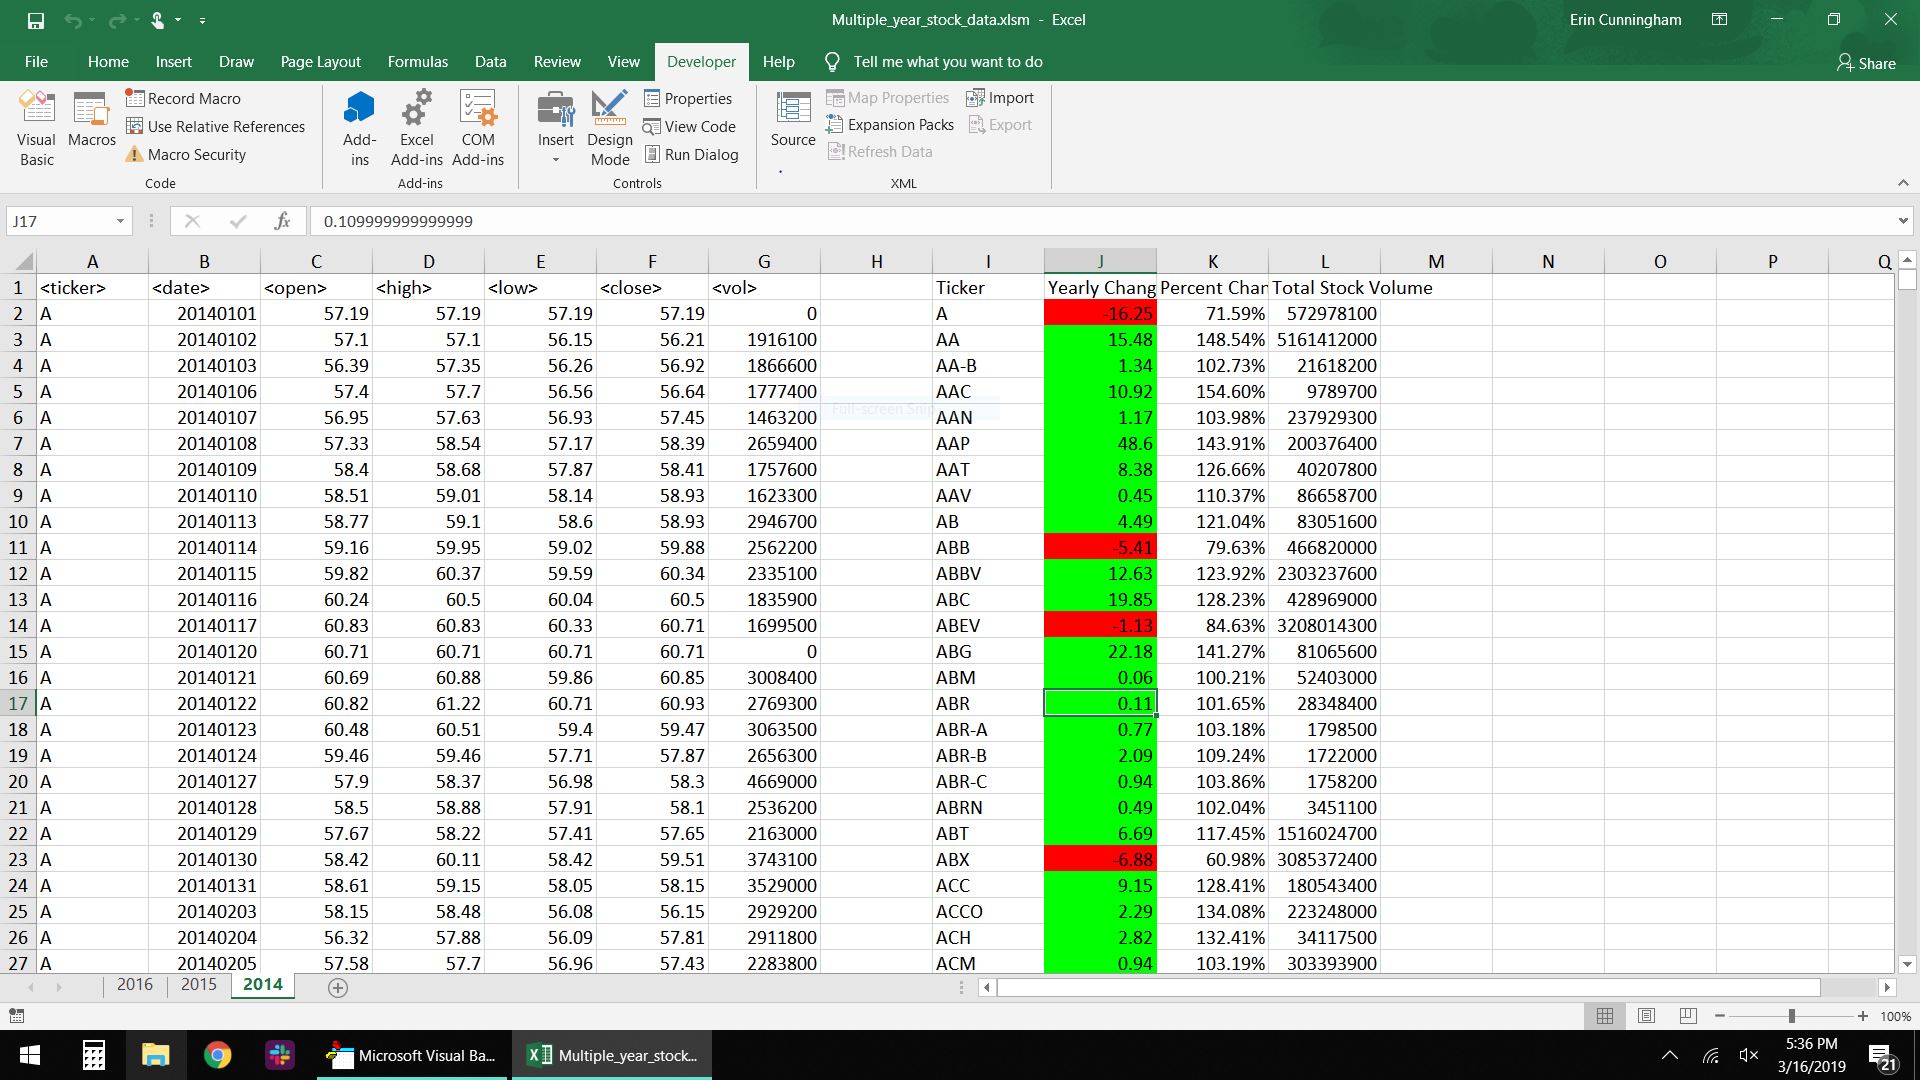 Multiple_year_stock_data.xlsm - Excel
Erin Cunningham
File Home Insert Draw Page Layout Formulas Data Review View Developer Help Tell me what you want to do Share
Visual Basic
Macros
Record Macro
Use Relative References
Macro Security
Code
Add-ins
Excel Add-ins
COM Add-ins
Add-ins
Insert
Design Mode
Properties
View Code
Run Dialog
Controls
Source
Map Properties
Expansion Packs
Refresh Data
Import
Export
XML
J17 fx 0.109999999999999
A B C D E F G H I J K L M N O P Q
1 <ticker> <date> <open> <high> <low> <close> <vol> Ticker Yearly Chang Percent Chan Total Stock Volume
2 A 20140101 57.19 57.19 57.19 57.19 0 A -16.25 71.59% 572978100
3 A 20140102 57.1 57.1 56.15 56.21 1916100 AA 15.48 148.54% 5161412000
4 A 20140103 56.39 57.35 56.26 56.92 1866600 AA-B 1.34 102.73% 21618200
5 A 20140106 57.4 57.7 56.56 56.64 1777400 AAC 10.92 154.60% 9789700
Full-screen Snip
6 A 20140107 56.95 57.63 56.93 57.45 1463200 AAN 1.17 103.98% 237929300
7 A 20140108 57.33 58.54 57.17 58.39 2659400 AAP 48.6 143.91% 200376400
8 A 20140109 58.4 58.68 57.87 58.41 1757600 AAT 8.38 126.66% 40207800
9 A 20140110 58.51 59.01 58.14 58.93 1623300 AAV 0.45 110.37% 86658700
10 A 20140113 58.77 59.1 58.6 58.93 2946700 AB 4.49 121.04% 83051600
11 A 20140114 59.16 59.95 59.02 59.88 2562200 ABB -5.41 79.63% 466820000
12 A 20140115 59.82 60.37 59.59 60.34 2335100 ABBV 12.63 123.92% 2303237600
13 A 20140116 60.24 60.5 60.04 60.5 1835900 ABC 19.85 128.23% 428969000
14 A 20140117 60.83 60.83 60.33 60.71 1699500 ABEV -1.13 84.63% 3208014300
15 A 20140120 60.71 60.71 60.71 60.71 0 ABG 22.18 141.27% 81065600
16 A 20140121 60.69 60.88 59.86 60.85 3008400 ABM 0.06 100.21% 52403000
17 A 20140122 60.82 61.22 60.71 60.93 2769300 ABR 0.11 101.65% 28348400
18 A 20140123 60.48 60.51 59.4 59.47 3063500 ABR-A 0.77 103.18% 1798500
19 A 20140124 59.46 59.46 57.71 57.87 2656300 ABR-B 2.09 109.24% 1722000
20 A 20140127 57.9 58.37 56.98 58.3 4669000 ABR-C 0.94 103.86% 1758200
21 A 20140128 58.5 58.88 57.91 58.1 2536200 ABRN 0.49 102.04% 3451100
22 A 20140129 57.67 58.22 57.41 57.65 2163000 ABT 6.69 117.45% 1516024700
23 A 20140130 58.42 60.11 58.42 59.51 3743100 ABX -6.88 60.98% 3085372400
24 A 20140131 58.61 59.15 58.05 58.15 3529000 ACC 9.15 128.41% 180543400
25 A 20140203 58.15 58.48 56.08 56.15 2929200 ACCO 2.29 134.08% 223248000
26 A 20140204 56.32 57.88 56.09 57.81 2911800 ACH 2.82 132.41% 34117500
27 A 20140205 57.58 57.7 56.96 57.43 2283800 ACM 0.94 103.19% 303393900
2016 2015 2014
100%
Microsoft Visual Ba...
Multiple_year_stock...
5:36 PM
3/16/2019
21